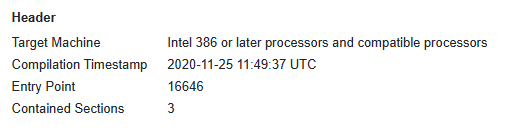 Header
Target Machine Intel 386 or later processors and compatible processors
Compilation Timestamp 2020-11-25 11:49:37 UTC
Entry Point 16646
Contained Sections 3